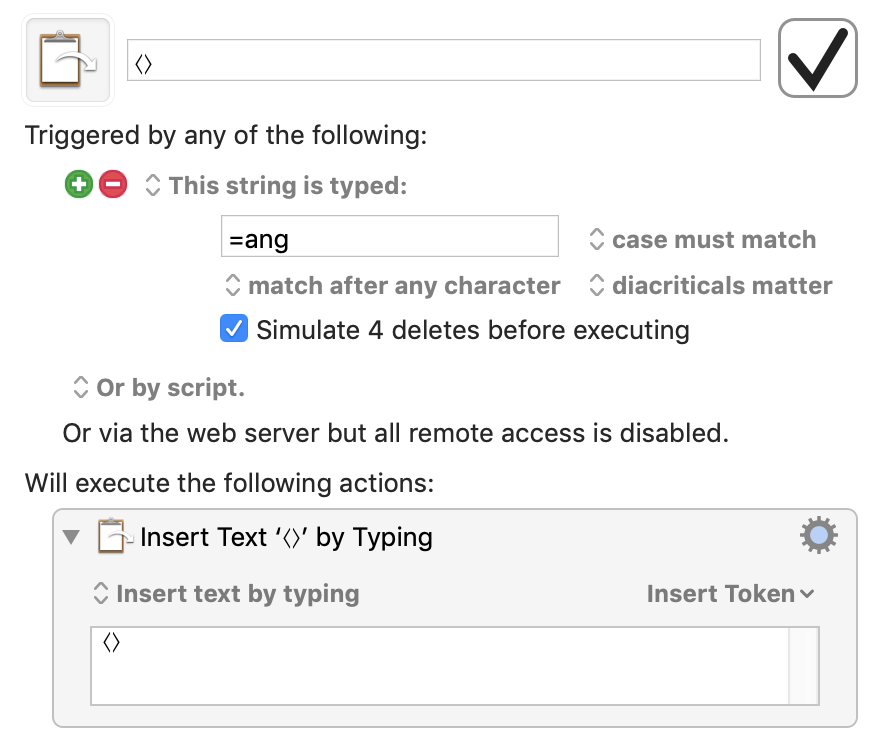 ⟨⟩
Triggered by any of the following:
This string is typed:
=ang
case must match
match after any character
diacriticals matter
Simulate 4 deletes before executing
Or by script.
Or via the web server but all remote access is disabled.
Will execute the following actions:
Insert Text ‘⟨⟩’ by Typing
Insert text by typing
Insert Token
⟨⟩